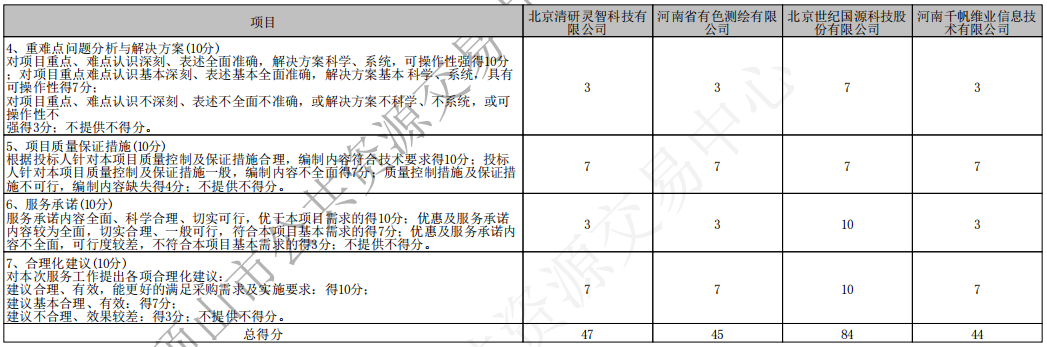 项目
北京清研灵智科技有
限公司
河南省有色测绘有限
公司
北京世纪国源科技股
份有限公司
河南千帆维业信息技
术有限公司
4、重难点问题分析与解决方案(10分)
对项目重点、难点认识深刻、表述全面准确，解决方案科学、系统，可操作性强得10分
；对项目重点难点认识基本深刻、表述基本全面准确，解决方案基本科学、系统，具有
可操作性得7分；
对项目重点、难点认识不深刻、表述不全面不准确，或解决方案不科学、不系统，或可
操作性不
强得3分；不提供不得分。
3
3
7
3
5、项目质量保证措施(10分)
根据投标人针对本项目质量控制及保证措施合理，编制内容符合技术要求得10分；投标
人针对本项目质量控制及保证措施一般，编制内容不全面得7分；质量控制措施及保证措
施不可行，编制内容缺失得4分；不提供不得分。
7
7
7
7
6、服务承诺(10分)
服务承诺内容全面、科学合理、切实可行，优于本项目需求的得10分；优惠及服务承诺
内容较为全面，切实合理、一般可行，符合本项目基本需求的得7分；优惠及服务承诺内
容不全面，可行度较差，不符合本项目基本需求的得3分；不提供不得分。
3
3
10
3
7、合理化建议(10分)
对本次服务工作提出各项合理化建议：
建议合理、有效，能更好的满足采购需求及实施要求：得10分；
建议基本合理、有效：得7分；
建议不合理、效果较差：得3分；不提供不得分。
7
7
10
7
总得分
47
45
84
44
山市公共资源交易
资源交易中心